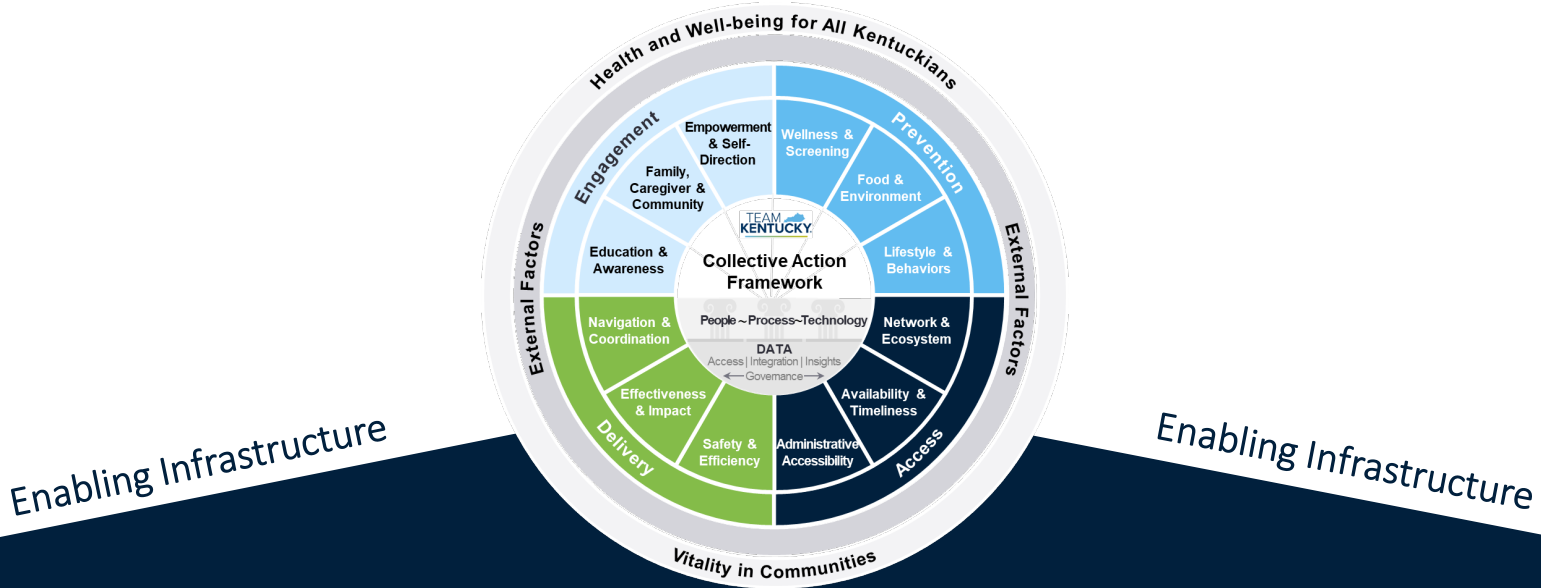 Health and Well-being for All Kentuckians
External Factors
External Factors
Engagement
Prevention
Empowerment
& Self-
Direction
Wellness &
Screening
Family,
Caregiver &
Community
Food &
Environment
Education &
Awareness
Lifestyle &
Behaviors
TEAM
KENTUCKY
Collective Action
Framework
People ~ Process~Technology
DATA
Access | Integration | Insights
Governance
Navigation &
Coordination
Network &
Ecosystem
Effectiveness
& Impact
Availability &
Timeliness
Safety &
Efficiency
Administrative
Accessibility
Delivery
Access
Vitality in Communities
Enabling Infrastructure
Enabling Infrastructure